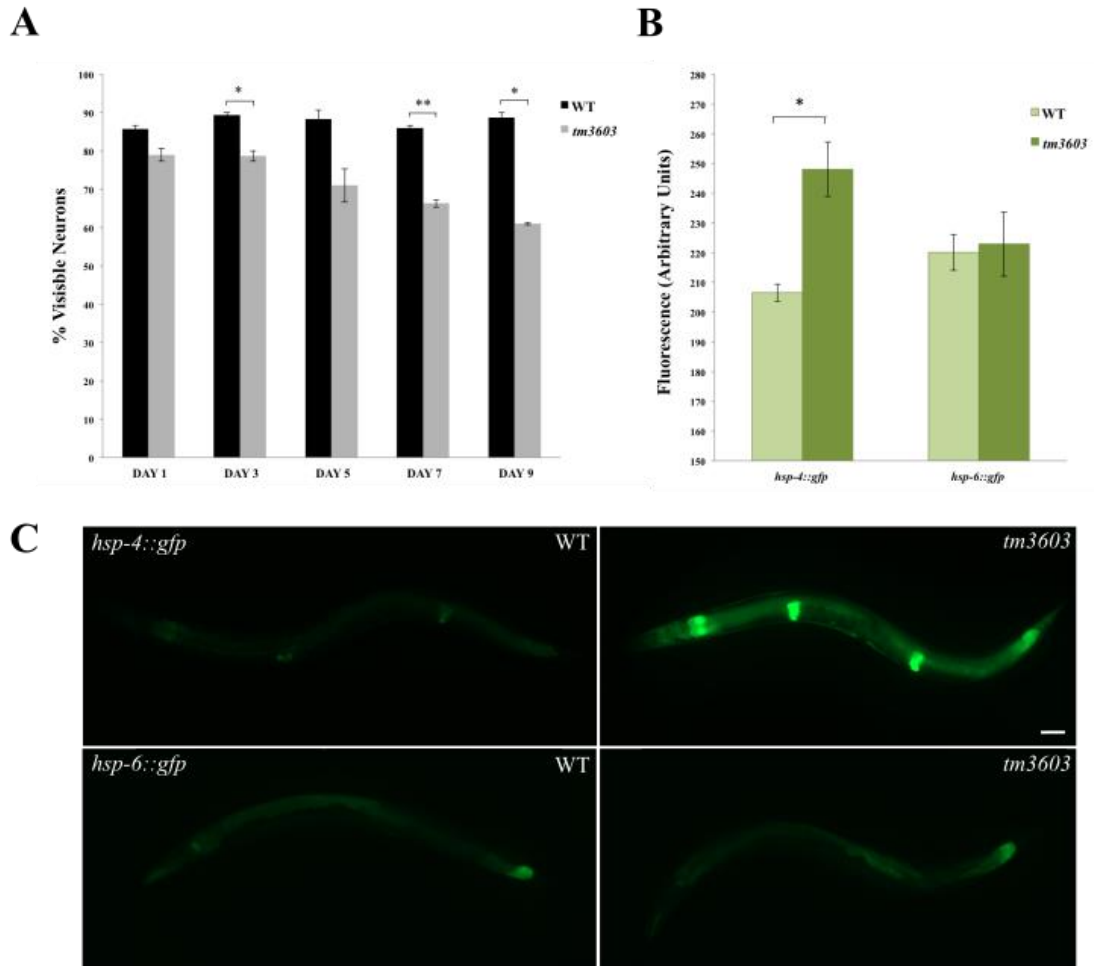 A
% Visisble Neurons
100
90
80
70
60
50
40
30
20
10
0
*
**
*
WT
tm3603
DAY 1
DAY 3
DAY 5
DAY 7
DAY 9
B
Fluorescence (Arbitrary Units)
280
270
260
250
240
230
220
210
200
190
180
170
160
150
*
WT
tm3603
hsp-4::gfp
hsp-6::gfp
C
hsp-4::gfp
WT
tm3603
hsp-6::gfp
WT
tm3603